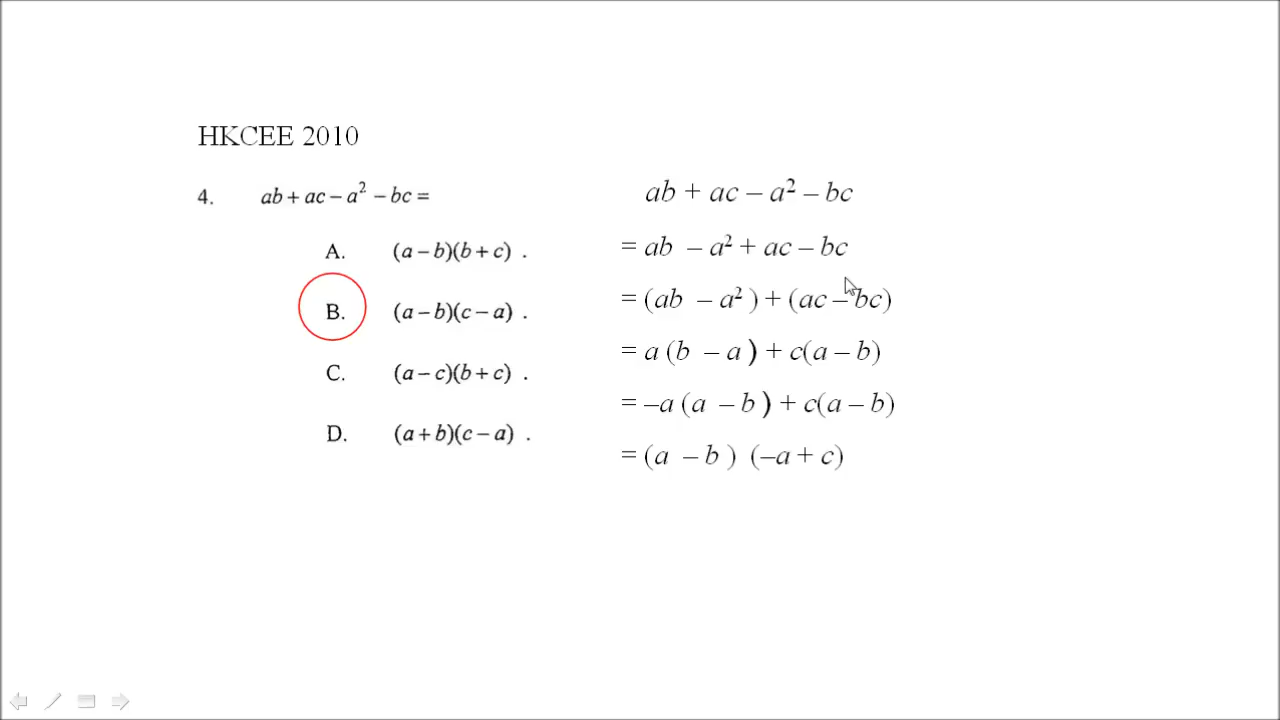 HKCEE 2010
4. ab + ac – a² – bc =
A. (a – b)(b + c) .
B. (a – b)(c – a) .
C. (a – c)(b + c) .
D. (a + b)(c – a) .
ab + ac – a² – bc
= ab – a² + ac – bc
= (ab – a² ) + (ac – bc)
= a (b – a ) + c(a – b)
= –a (a – b ) + c(a – b)
= (a – b ) (–a + c)